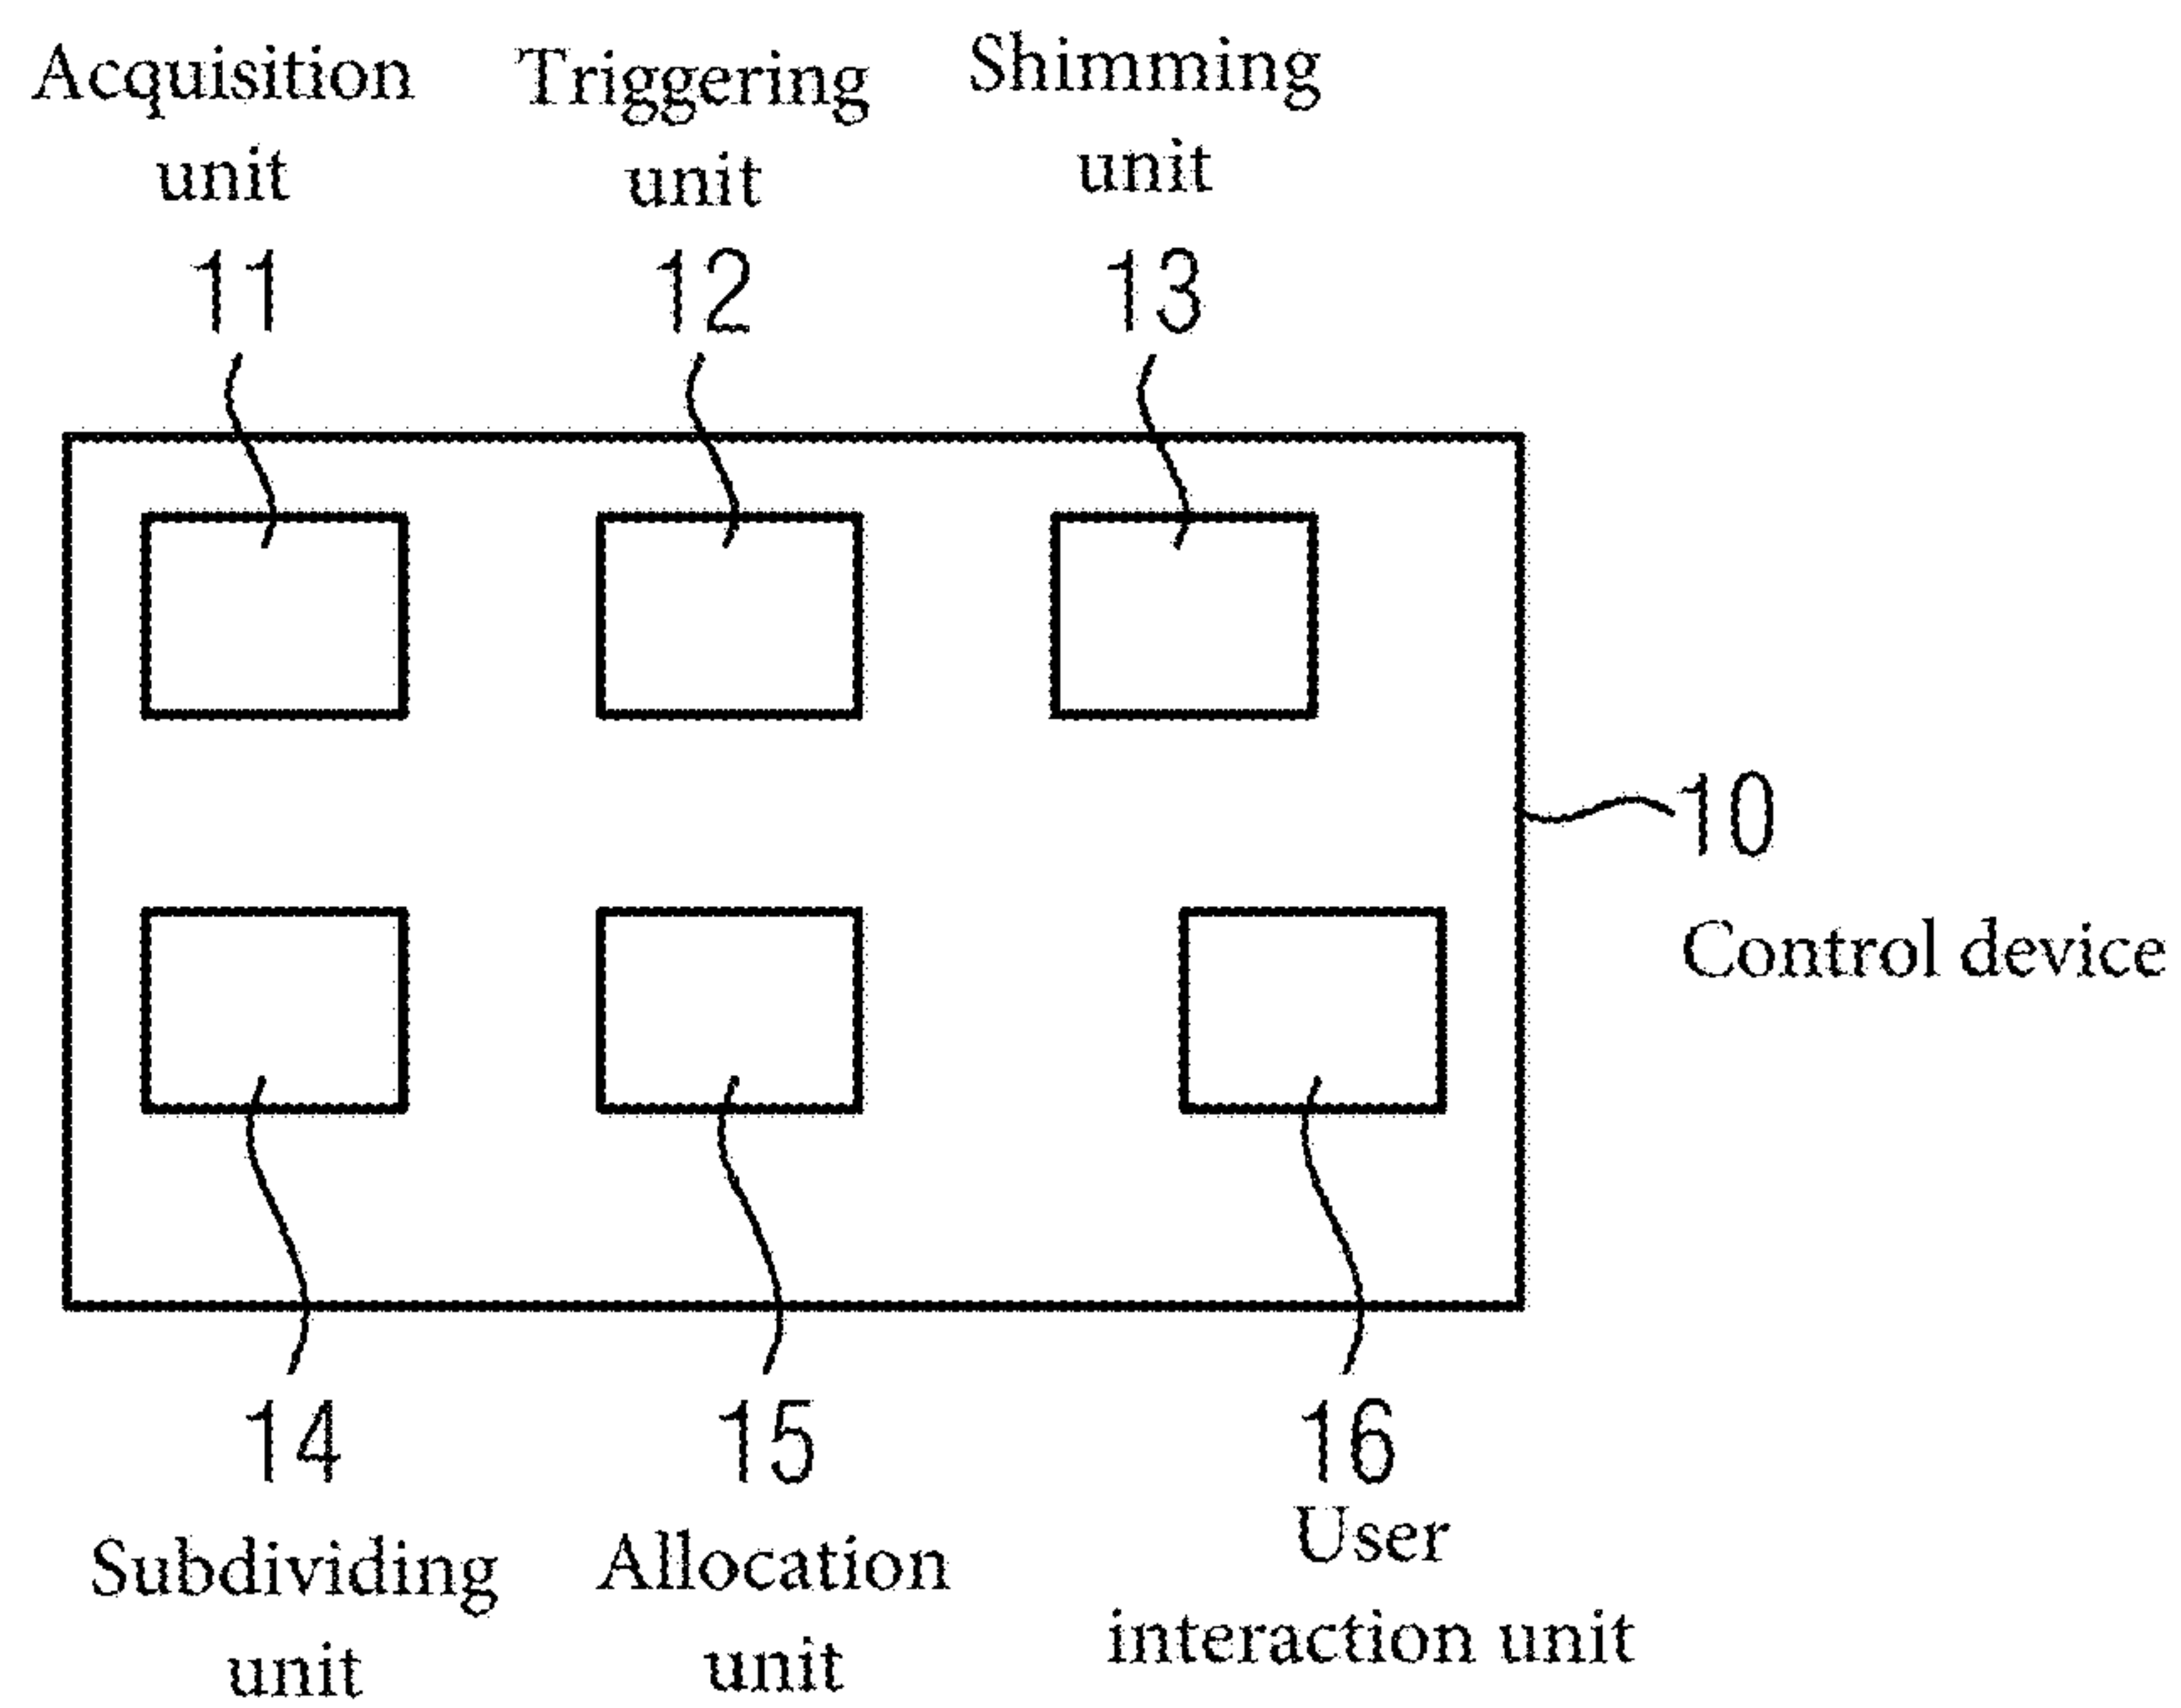 Acquisition
unit
11
Triggering
unit
12
Shimming
unit
13
10
Control device
14
Subdividing
unit
15
Allocation
unit
16
User
interaction unit